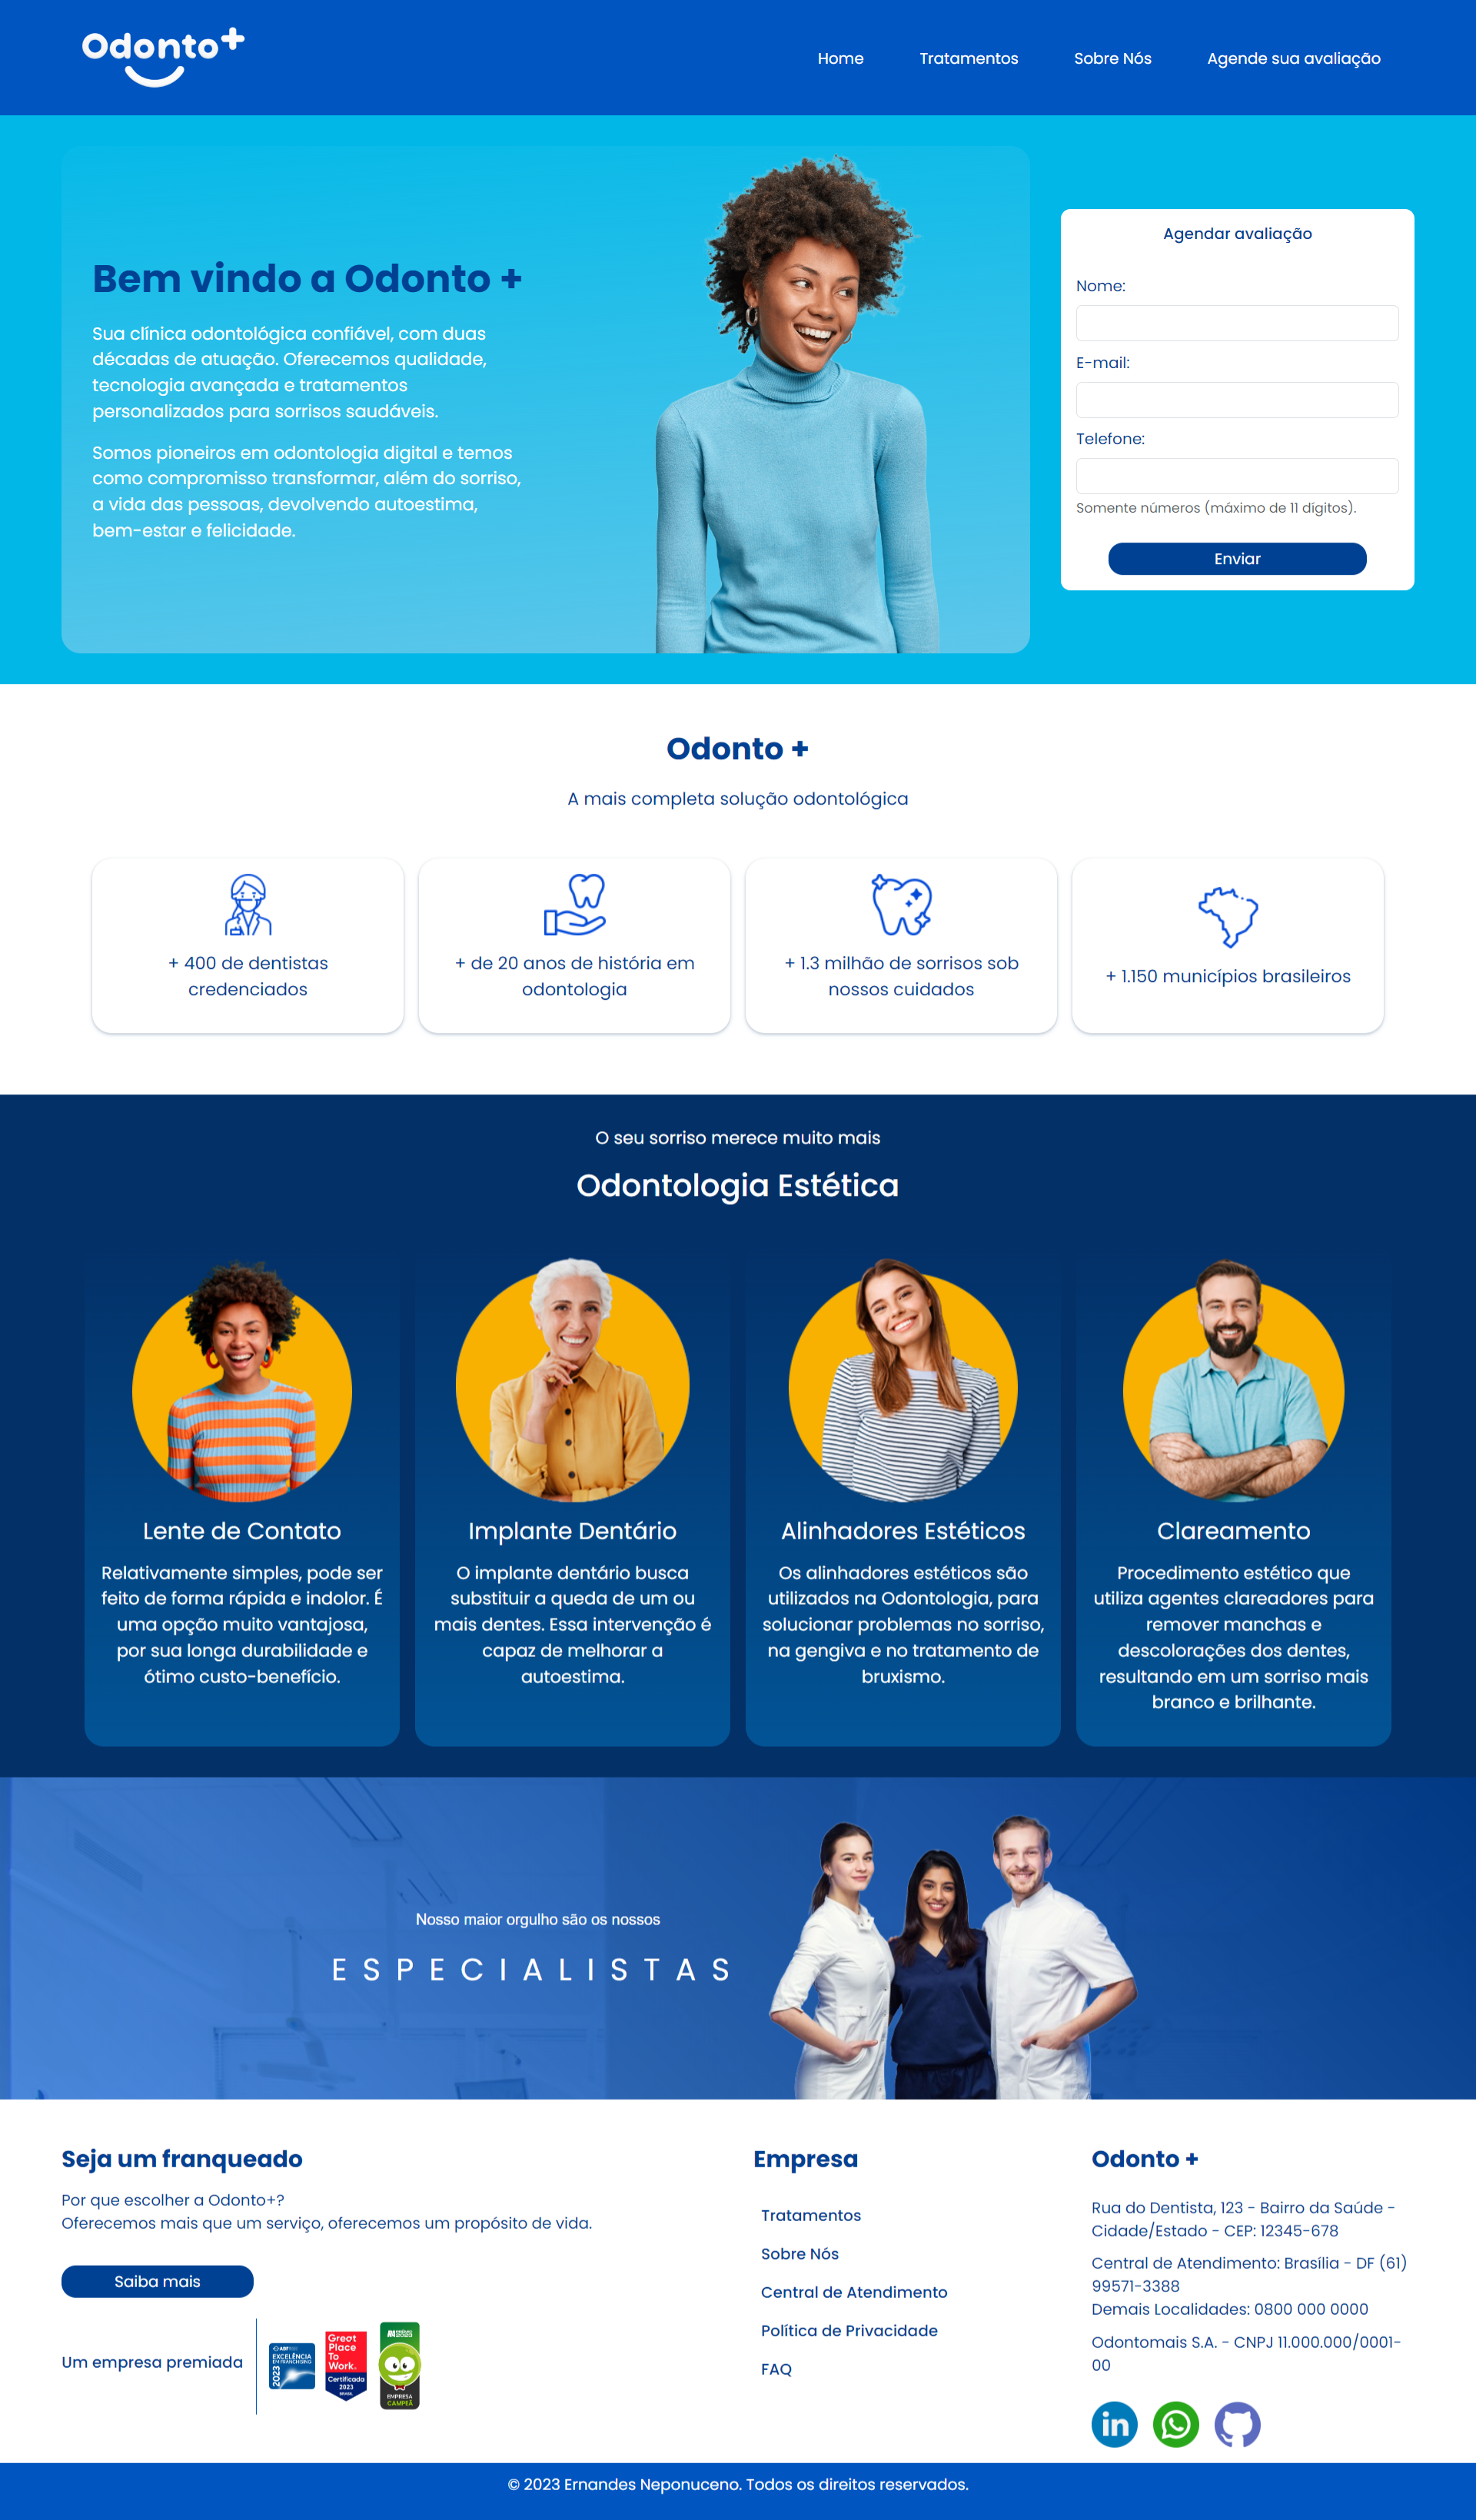 Odonto+
Home
Tratamentos
Sobre Nós
Agende sua avaliação
Bem vindo a Odonto +
Sua clínica odontológica confiável, com duas
décadas de atuação. Oferecemos qualidade,
tecnologia avançada e tratamentos
personalizados para sorrisos saudáveis.
Somos pioneiros em odontologia digital e temos
como compromisso transformar, além do sorriso,
a vida das pessoas, devolvendo autoestima,
bem-estar e felicidade.
Agendar avaliação
Nome:
E-mail:
Telefone:
Somente números (máximo de 11 dígitos).
Enviar
Odonto +
A mais completa solução odontológica
+ 400 de dentistas
credenciados
+ de 20 anos de história em
odontologia
+ 1.3 milhão de sorrisos sob
nossos cuidados
+ 1.150 municípios brasileiros
O seu sorriso merece muito mais
Odontologia Estética
Lente de Contato
Relativamente simples, pode ser
feito de forma rápida e indolor. É
uma opção muito vantajosa,
por sua longa durabilidade e
ótimo custo-benefício.
Implante Dentário
O implante dentário busca
substituir a queda de um ou
mais dentes. Essa intervenção é
capaz de melhorar a
autoestima.
Alinhadores Estéticos
Os alinhadores estéticos são
utilizados na Odontologia, para
solucionar problemas no sorriso,
na gengiva e no tratamento de
bruxismo.
Clareamento
Procedimento estético que
utiliza agentes clareadores para
remover manchas e
descolorações dos dentes,
resultando em um sorriso mais
branco e brilhante.
Nosso maior orgulho são os nossos
ESPECIALISTAS
Seja um franqueado
Por que escolher a Odonto+?
Oferecemos mais que um serviço, oferecemos um propósito de vida.
Saiba mais
Um empresa premiada
ABF
EXCELÊNCIA
EM FRANCHISING
2023
Great
Place
To
Work.
Certificada
2023
BRASIL
PRÊMIO
2023
EMPRESA
CAMPEÃ
Empresa
Tratamentos
Sobre Nós
Central de Atendimento
Política de Privacidade
FAQ
Odonto +
Rua do Dentista, 123 - Bairro da Saúde -
Cidade/Estado - CEP: 12345-678
Central de Atendimento: Brasília - DF (61)
99571-3388
Demais Localidades: 0800 000 0000
Odontomais S.A. - CNPJ 11.000.000/0001-
00
in
© 2023 Ernandes Neponuceno. Todos os direitos reservados.